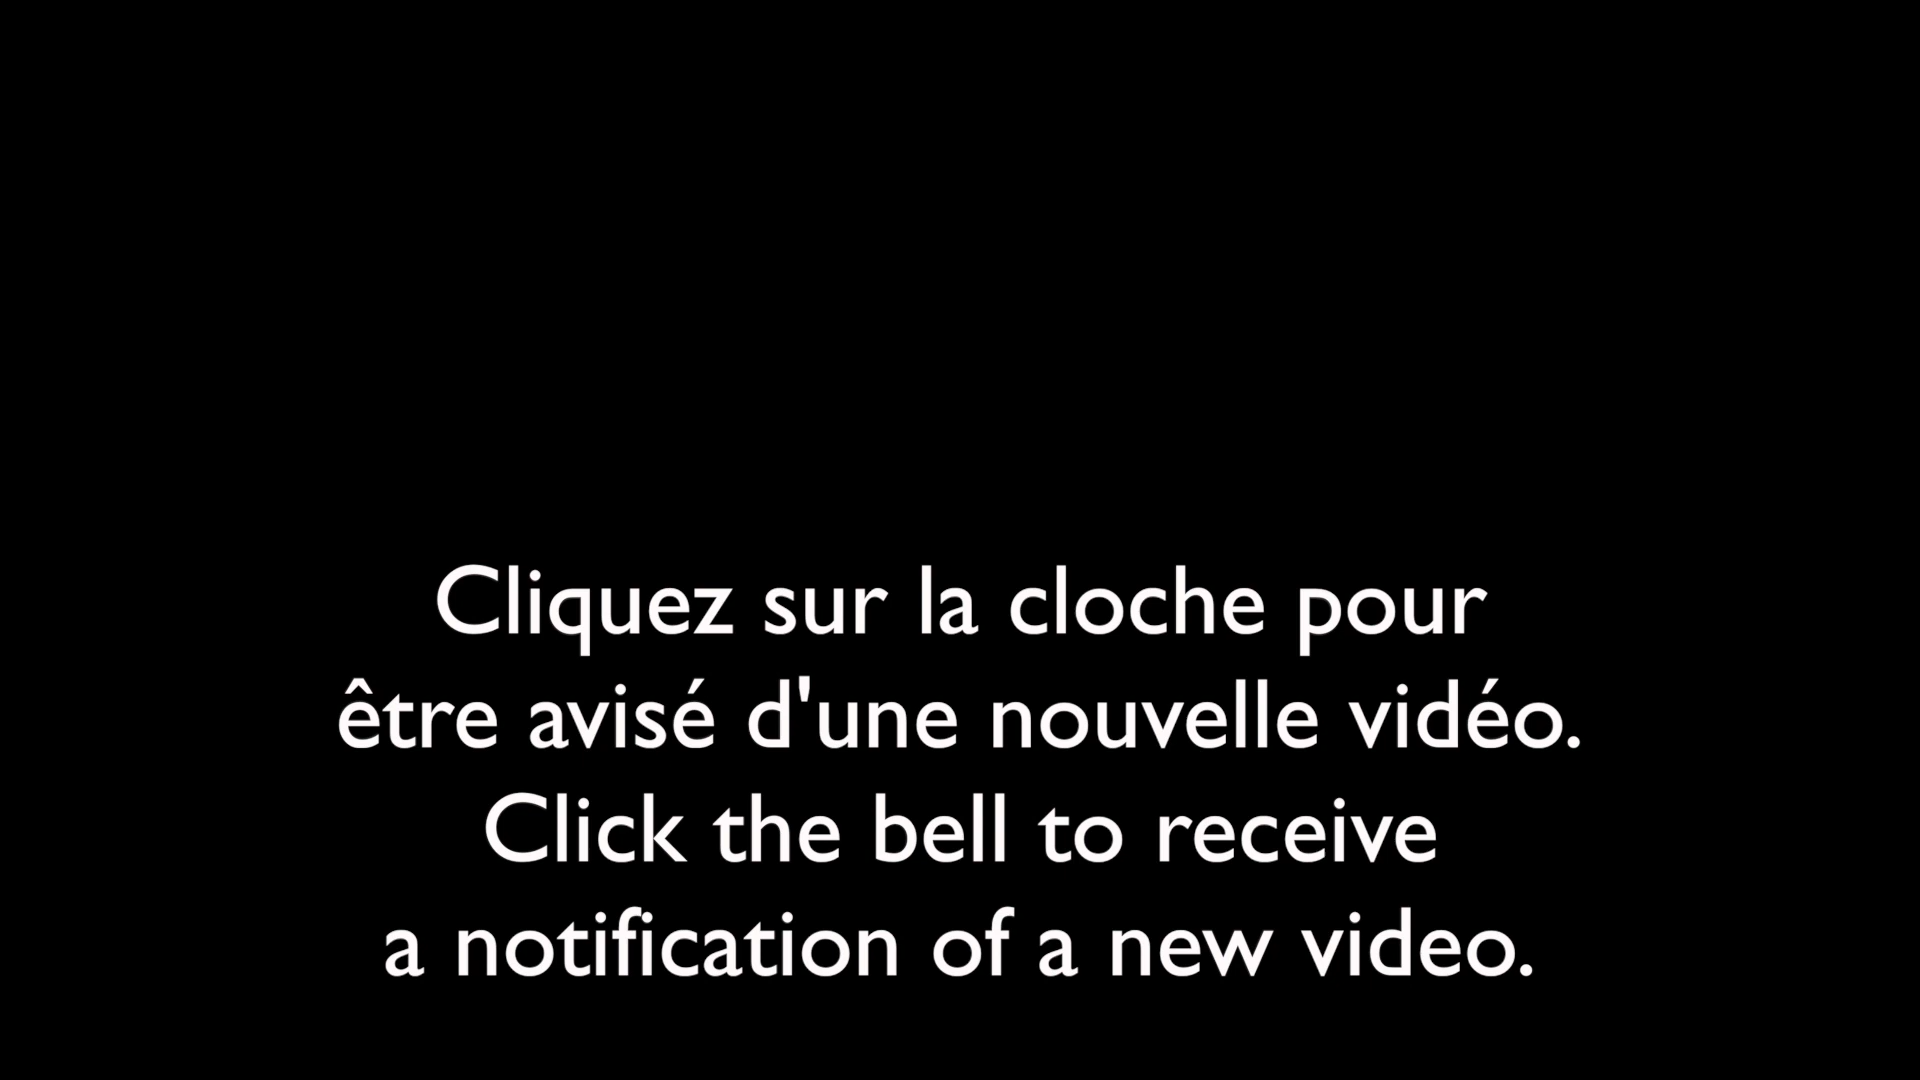 Cliquez sur la cloche pour
être avisé d'une nouvelle vidéo.
Click the bell to receive
a notification of a new video.